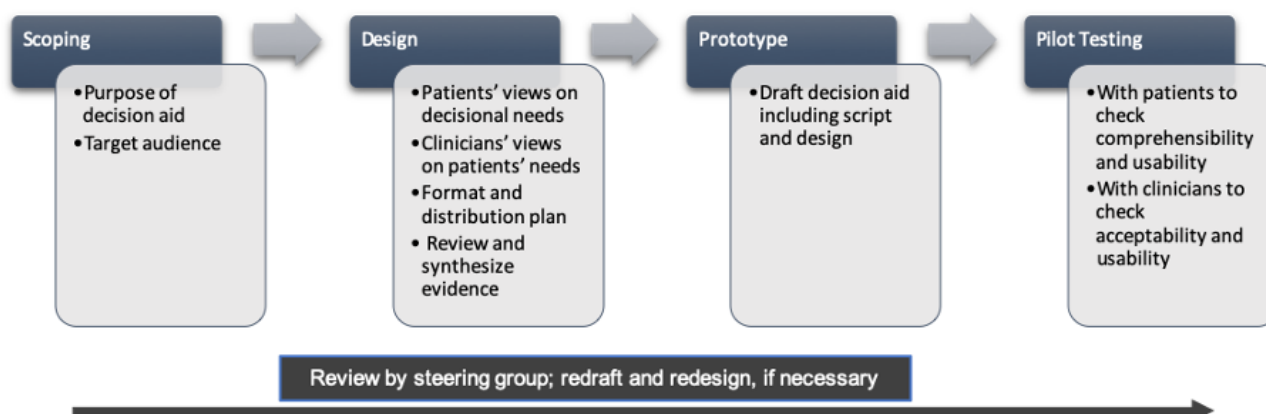 Scoping
•Purpose of
decision aid
•Target audience
Design
•Patients' views on
decisional needs
•Clinicians' views
on patients' needs
•Format and
distribution plan
• Review and
synthesize
evidence
Prototype
•Draft decision aid
including script
and design
Pilot Testing
•With patients to
check
comprehensibility
and usability
•With clinicians to
check
acceptability and
usability
Review by steering group; redraft and redesign, if necessary